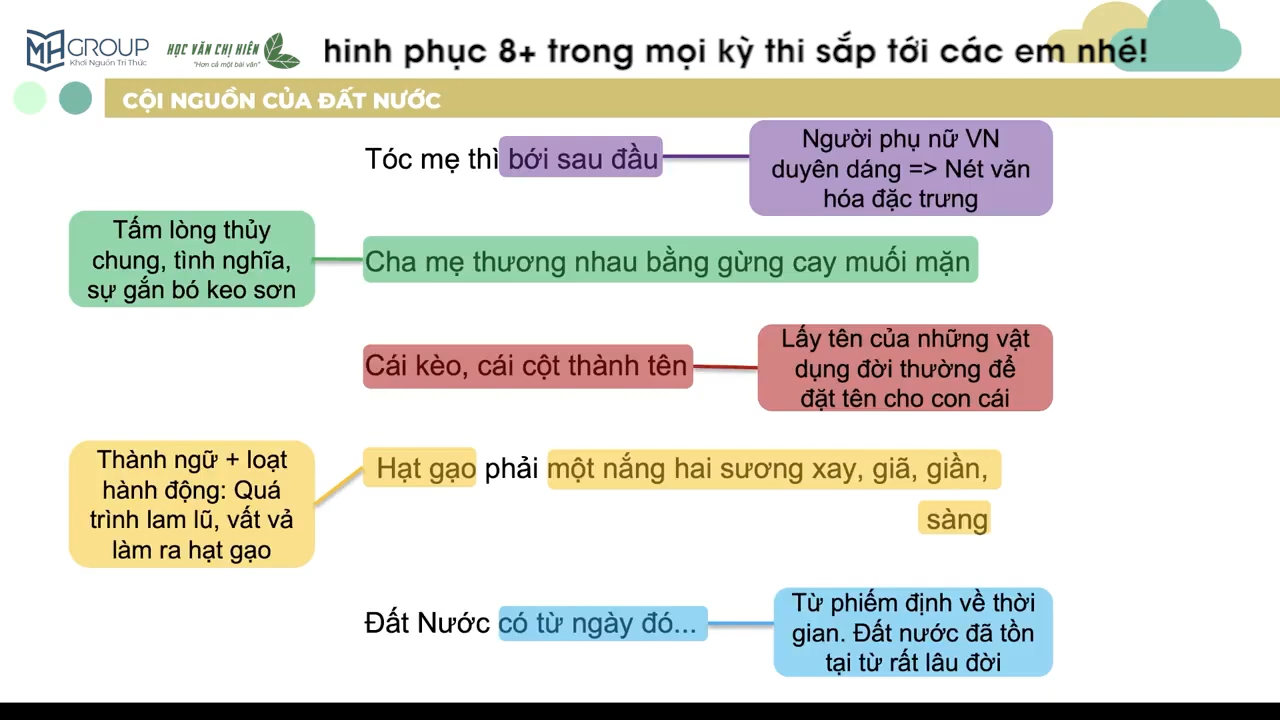 MH GROUP
Khơi Nguồn Tri Thức
HỌC VĂN CHỊ HIÊN
"Hơn cả một bài văn"
hinh phục 8+ trong mọi kỳ thi sắp tới các em nhé!
CỘI NGUỒN CỦA ĐẤT NƯỚC
Tóc mẹ thì bới sau đầu
Người phụ nữ VN
duyên dáng => Nét văn
hóa đặc trưng
Tấm lòng thủy
chung, tình nghĩa,
sự gắn bó keo sơn
Cha mẹ thương nhau bằng gừng cay muối mặn
Cái kèo, cái cột thành tên
Lấy tên của những vật
dụng đời thường để
đặt tên cho con cái
Thành ngữ + loạt
hành động: Quá
trình lam lũ, vất vả
làm ra hạt gạo
Hạt gạo phải một nắng hai sương xay, giã, giần,
sàng
Đất Nước có từ ngày đó...
Từ phiếm định về thời
gian. Đất nước đã tồn
tại từ rất lâu đời